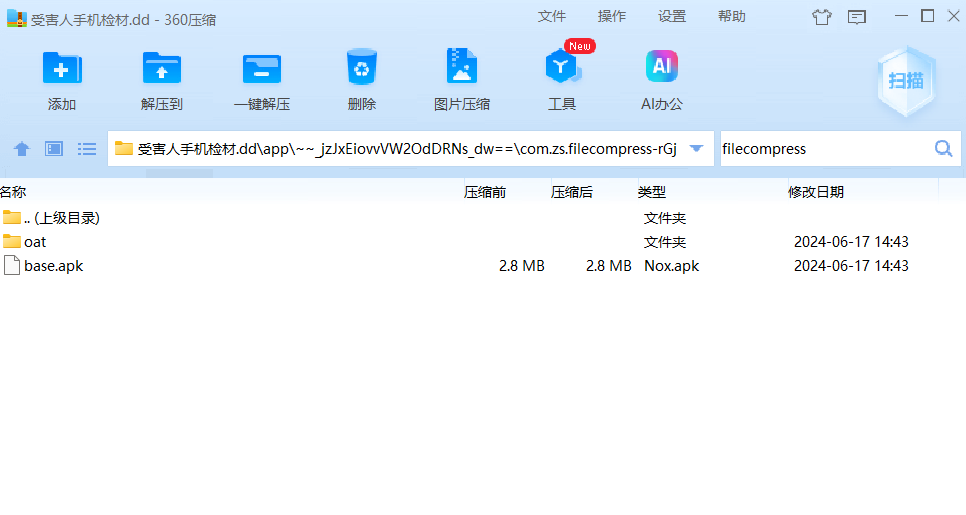 受害人手机检材.dd - 360压缩
文件 操作 设置 帮助
添加 解压到 一键解压 删除 图片压缩 New 工具 AI AI办公 扫描
受害人手机检材.dd\app\~~_jzJxEiovvVW2OdDRNs_dw==\com.zs.filecompress-rGj filecompress
名称 压缩前 压缩后 类型 修改日期
.. (上级目录) 文件夹
oat 文件夹 2024-06-17 14:43
base.apk 2.8 MB 2.8 MB Nox.apk 2024-06-17 14:43